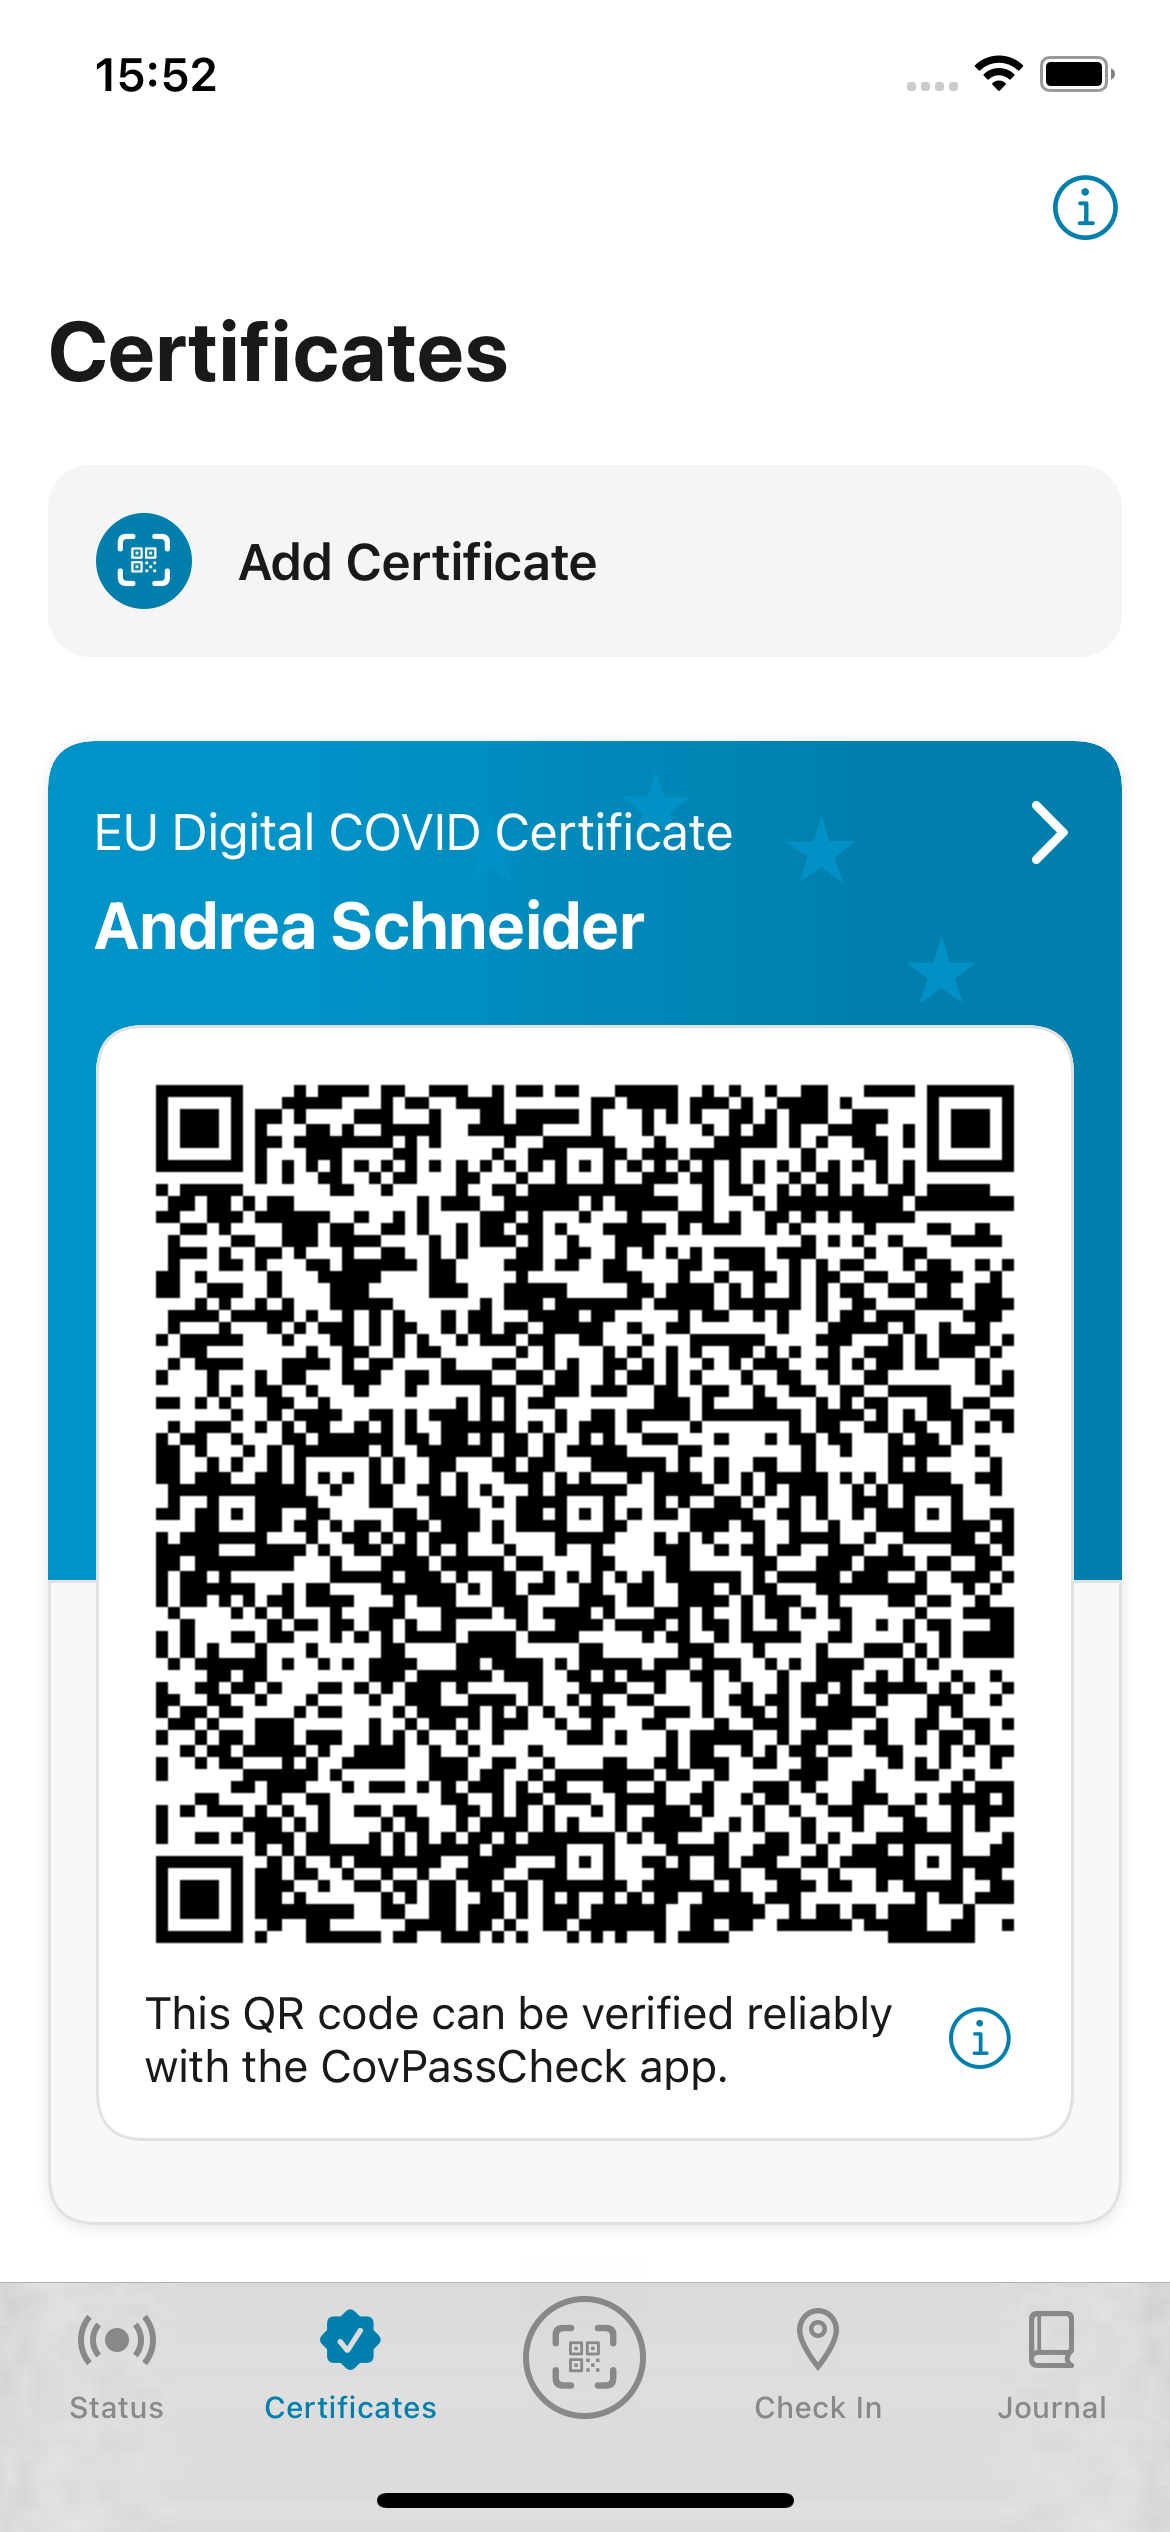 15:52
Certificates
Add Certificate
EU Digital COVID Certificate
Andrea Schneider
This QR code can be verified reliably
with the CovPassCheck app.
Status
Certificates
Check In
Journal